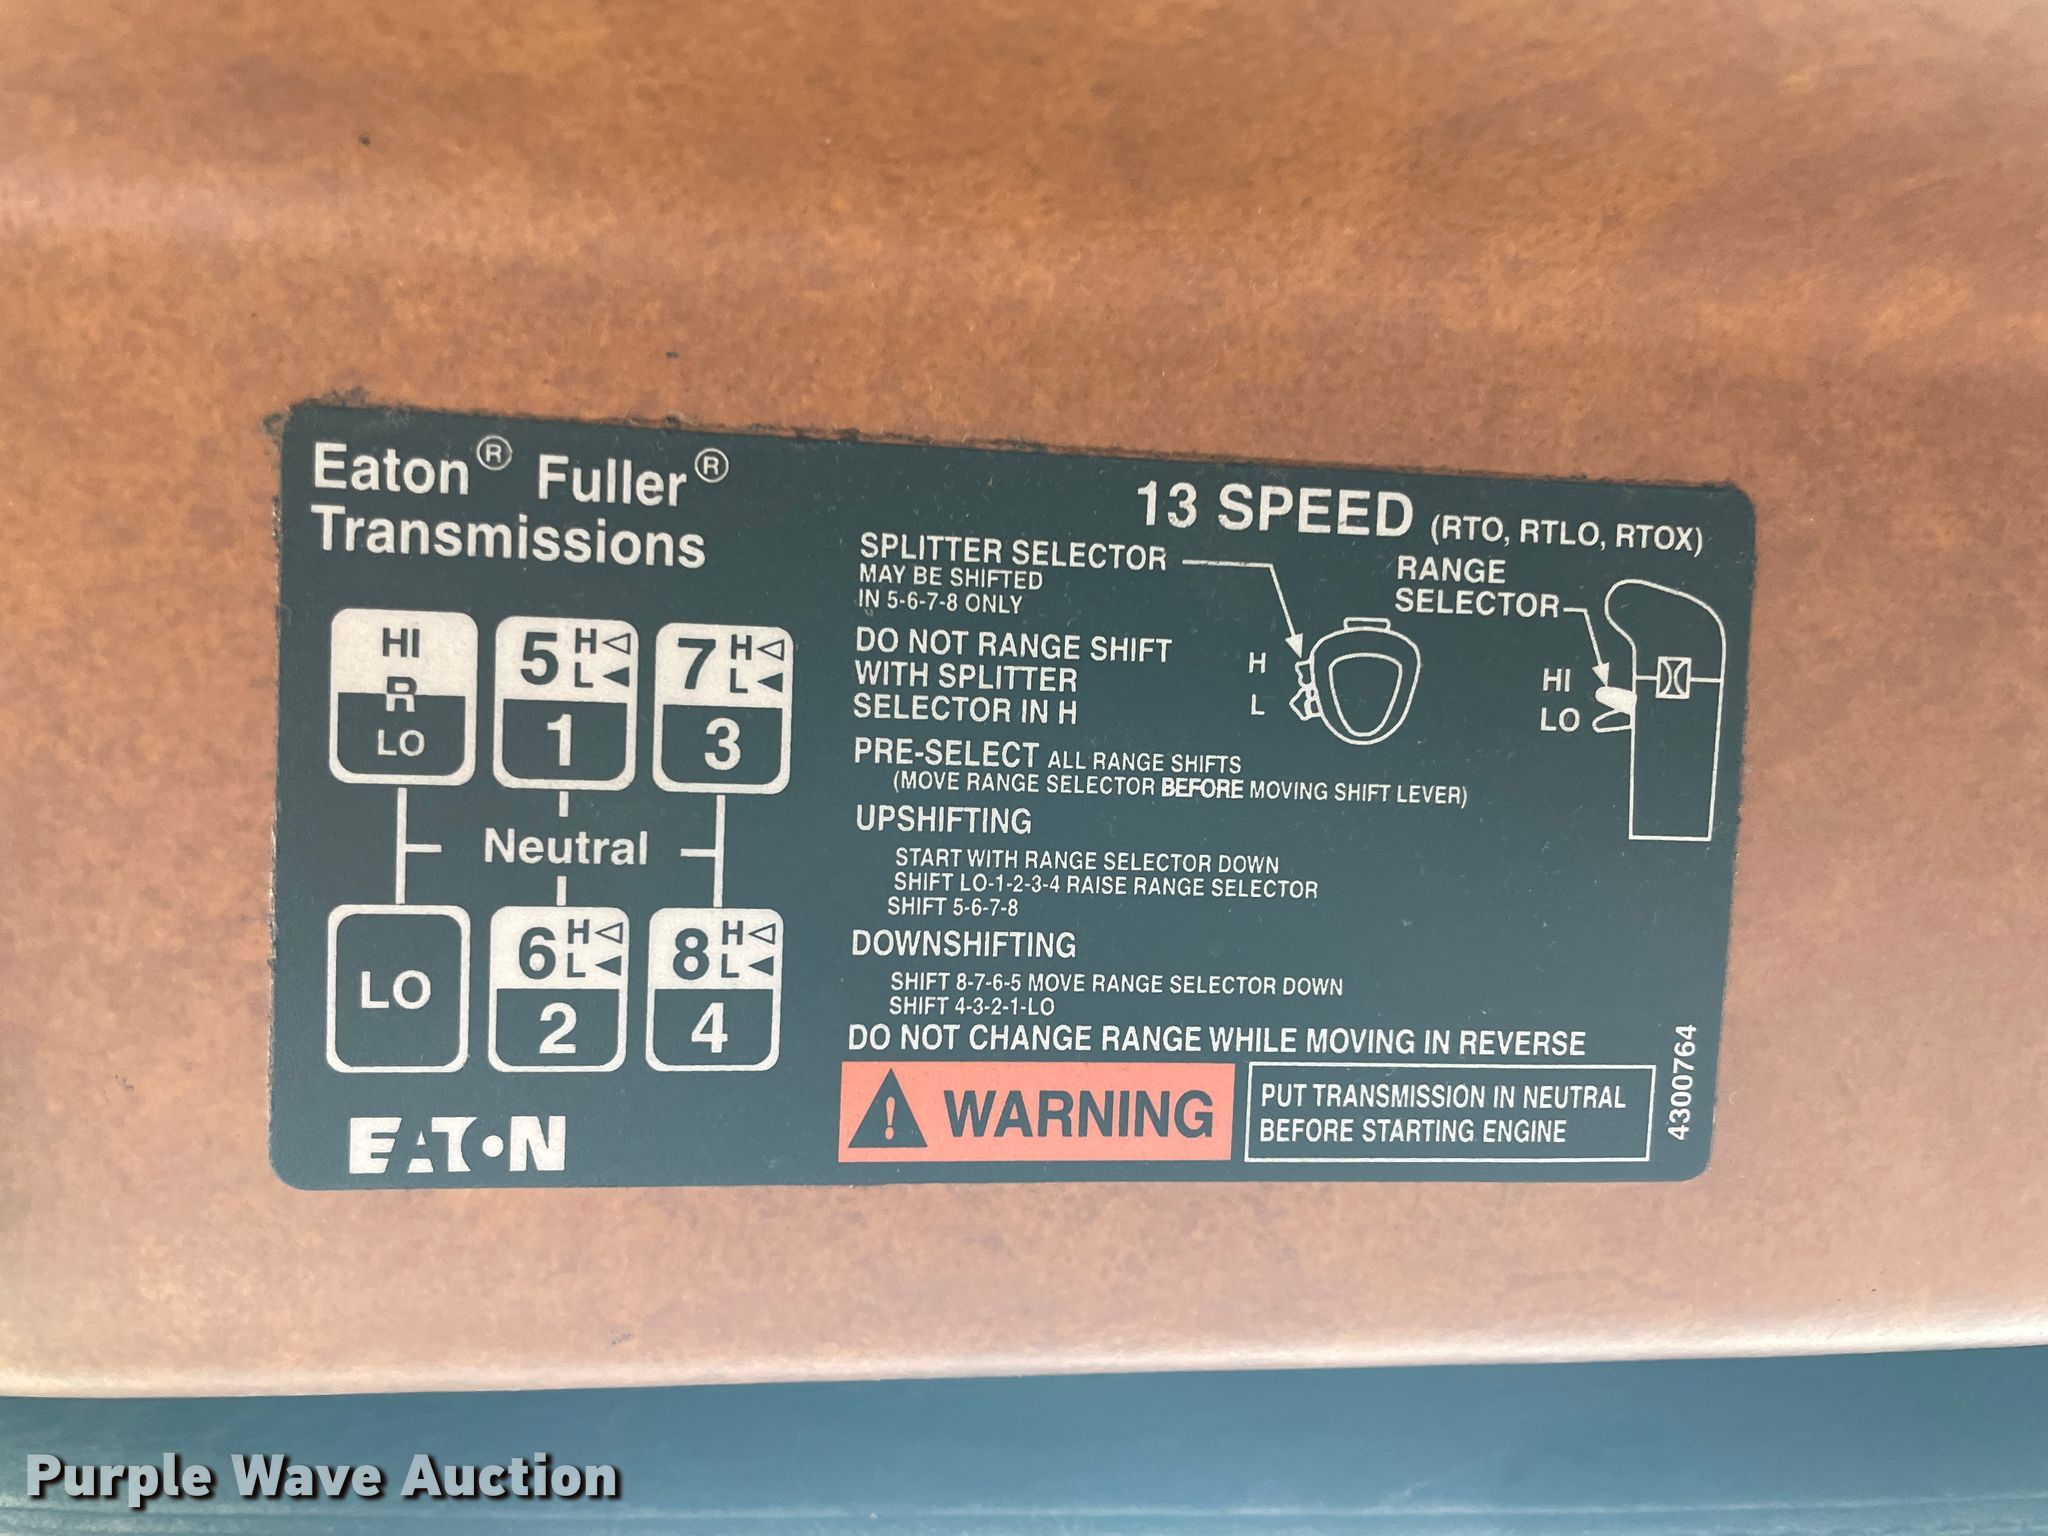 Eaton® Fuller®
Transmissions
13 SPEED (RTO, RTLO, RTOX)
HI
R
LO
5 H L
1
7 H L
3
Neutral
LO
6 H L
2
8 H L
4
EATON
SPLITTER SELECTOR
MAY BE SHIFTED
IN 5-6-7-8 ONLY
H
L
RANGE
SELECTOR
HI
LO
DO NOT RANGE SHIFT
WITH SPLITTER
SELECTOR IN H
PRE-SELECT ALL RANGE SHIFTS
(MOVE RANGE SELECTOR BEFORE MOVING SHIFT LEVER)
UPSHIFTING
START WITH RANGE SELECTOR DOWN
SHIFT LO-1-2-3-4 RAISE RANGE SELECTOR
SHIFT 5-6-7-8
DOWNSHIFTING
SHIFT 8-7-6-5 MOVE RANGE SELECTOR DOWN
SHIFT 4-3-2-1-LO
DO NOT CHANGE RANGE WHILE MOVING IN REVERSE
! WARNING
PUT TRANSMISSION IN NEUTRAL
BEFORE STARTING ENGINE
4300764
Purple Wave Auction